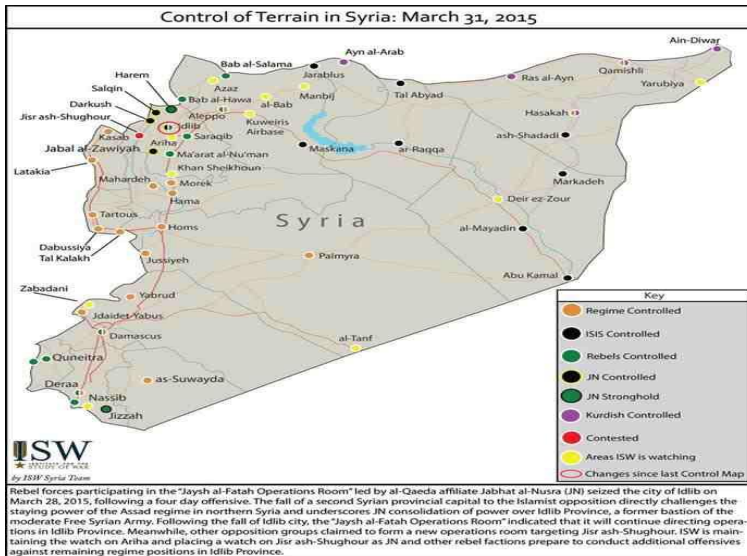 Control of Terrain in Syria: March 31, 2015
Ain-Diwar
Ayn al-Arab
Bab al-Salama
Jarablus
Qamishli
Harem
Ras al-Ayn
Yarubiya
Azaz
Manbij
Tal Abyad
Salqin
Bab al-Hawa
al-Bab
Darkush
Aleppo
Hasakah
Jisr ash-Shughour
Idlib
Kuweiris
Airbase
Kasab
Saraqib
ash-Shadadi
Ariha
Jabal al-Zawiyah
Ma'arat al-Nu'man
Maskana
ar-Raqqa
Latakia
Khan Sheikhoun
Markadeh
Mahardeh
Morek
Hama
Deir ez-Zour
Tartous
Syria
Homs
al-Mayadin
Dabussiya
Tal Kalakh
Jussiyeh
Palmyra
Abu Kamal
Zabadani
Yabrud
Jdaidet-Yabus
Damascus
al-Tanf
Quneitra
Deraa
as-Suwayda
Nassib
Jizzah
Key
Regime Controlled
ISIS Controlled
Rebels Controlled
JN Controlled
JN Stronghold
Kurdish Controlled
Contested
Areas ISW is watching
Changes since last Control Map
ISW
INSTITUTE FOR THE
STUDY OF WAR
by ISW Syria Team
Rebel forces participating in the "Jaysh al-Fatah Operations Room" led by al-Qaeda affiliate Jabhat al-Nusra (JN) seized the city of Idlib on
March 28, 2015, following a four day offensive. The fall of a second Syrian provincial capital to the Islamist opposition directly challenges the
staying power of the Assad regime in northern Syria and underscores JN consolidation of power over Idlib Province, a former bastion of the
moderate Free Syrian Army. Following the fall of Idlib city, the "Jaysh al-Fatah Operations Room" indicated that it will continue directing opera-
tions in Idlib Province. Meanwhile, other opposition groups claimed to form a new operations room targeting Jisr ash-Shughour. ISW is main-
taining watch on Ariha and placing a watch on Jisr ash-Shughour as JN and other rebel factions prepare to conduct additional offensives
against remaining regime positions in Idlib Province.